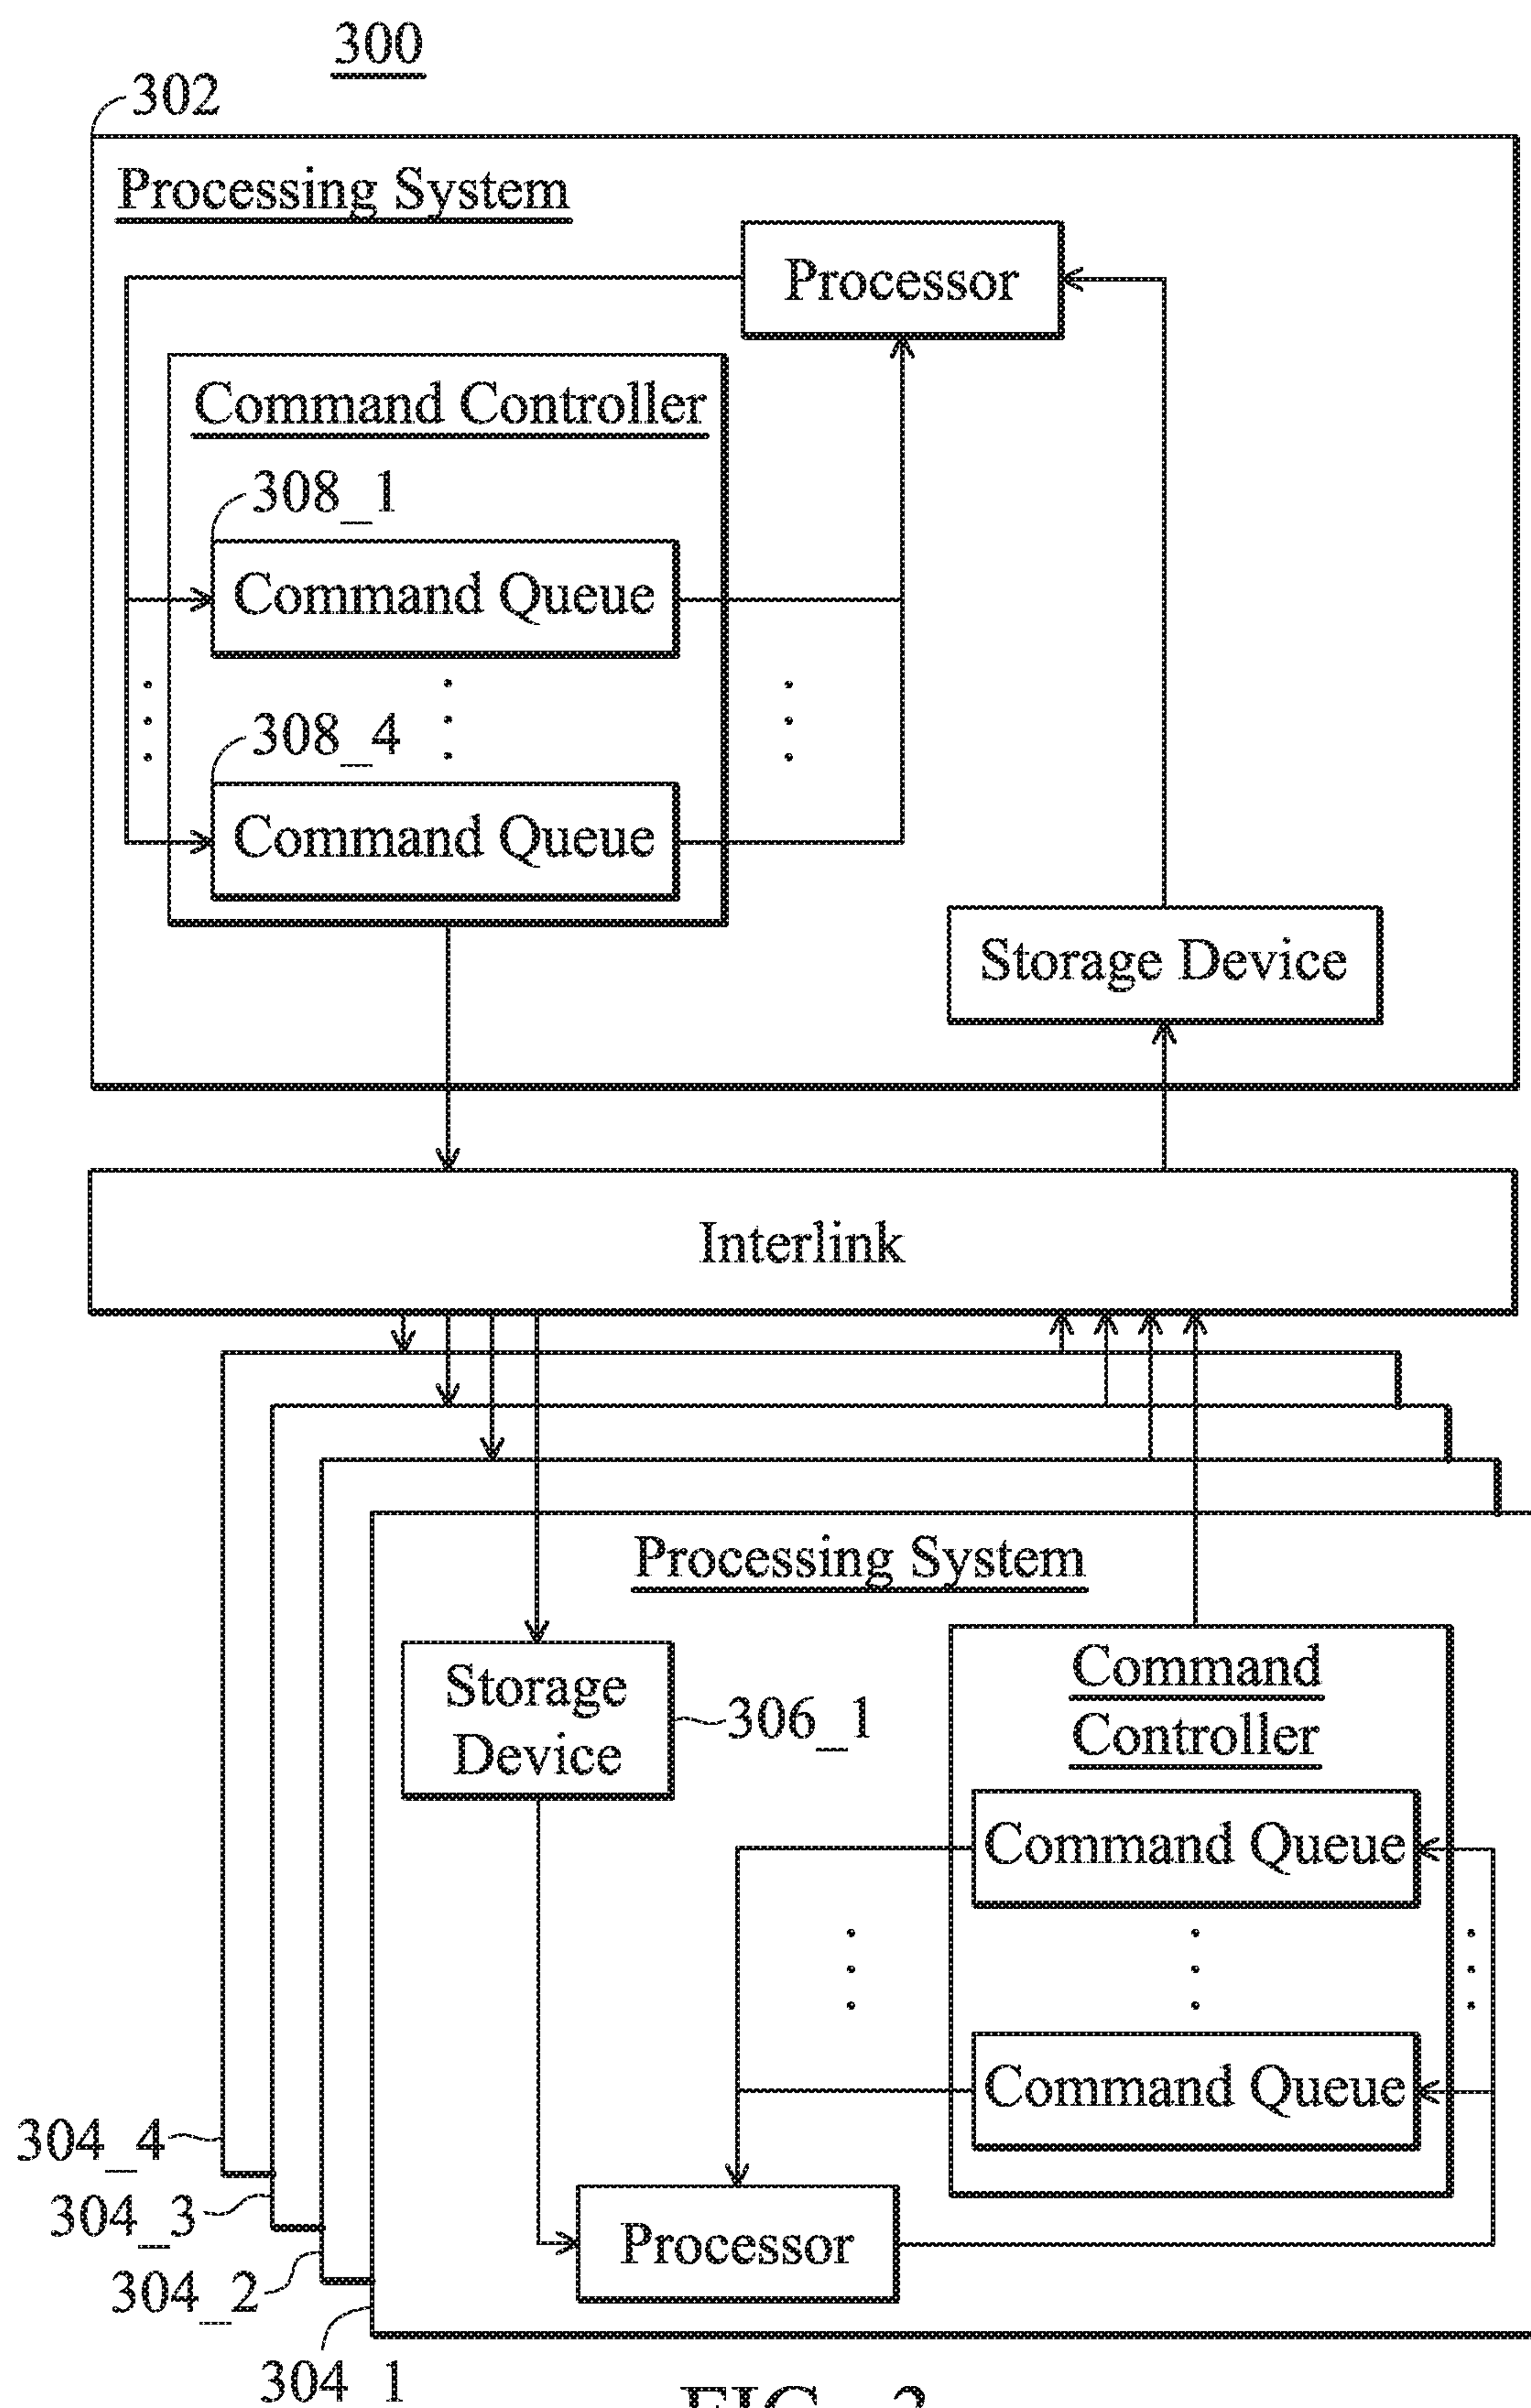 300
302
Processing System
Processor
Command Controller
308_1
Command Queue
308_4
Command Queue
Storage Device
Interlink
Processing System
Storage
Device
306_1
Command
Controller
Command Queue
Command Queue
Processor
304_4
304_3
304_2
304_1